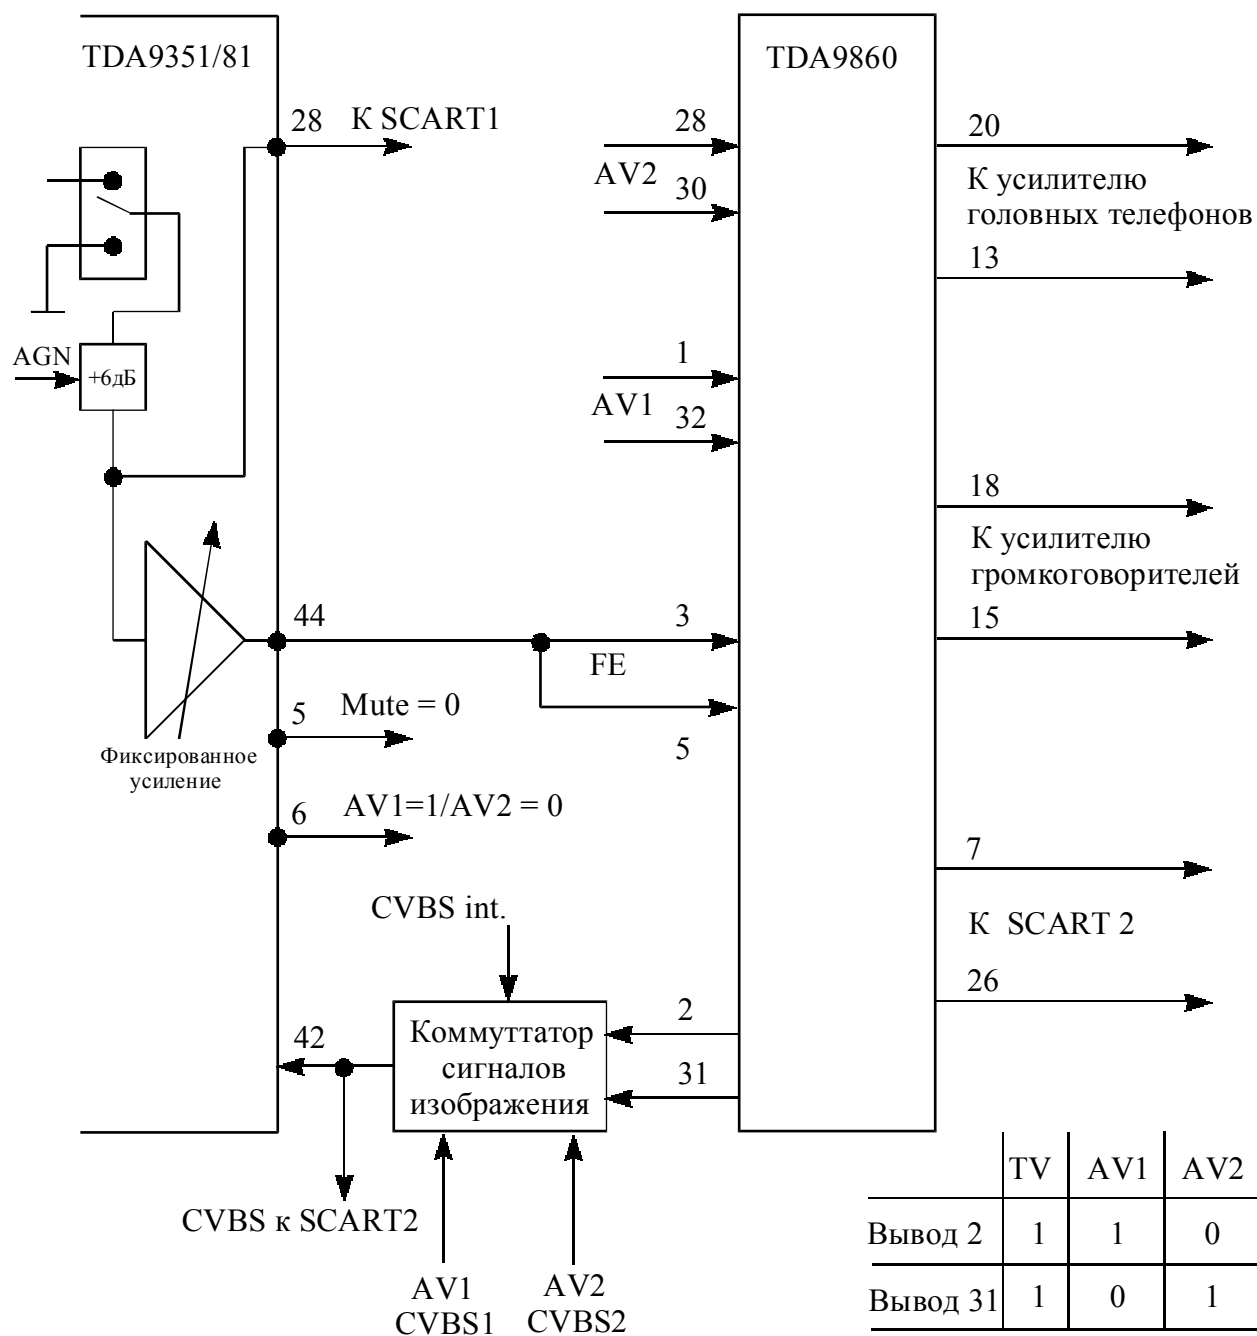 TDA9351/81
TDA9860
28
К SCART1
28
AV2
30
20
К усилителю
головных телефонов
13
AGN
+6дБ
1
AV1
32
18
К усилителю
громкоговорителей
15
44
3
FE
5
Mute = 0
5
Фиксированное
усиление
6
AV1=1/AV2 = 0
7
К SCART 2
26
CVBS int.
42
Коммуттатор
сигналов
изображения
2
31
CVBS к SCART2
AV1
CVBS1
AV2
CVBS2
TV AV1 AV2
Вывод 2 1 1 0
Вывод 31 1 0 1